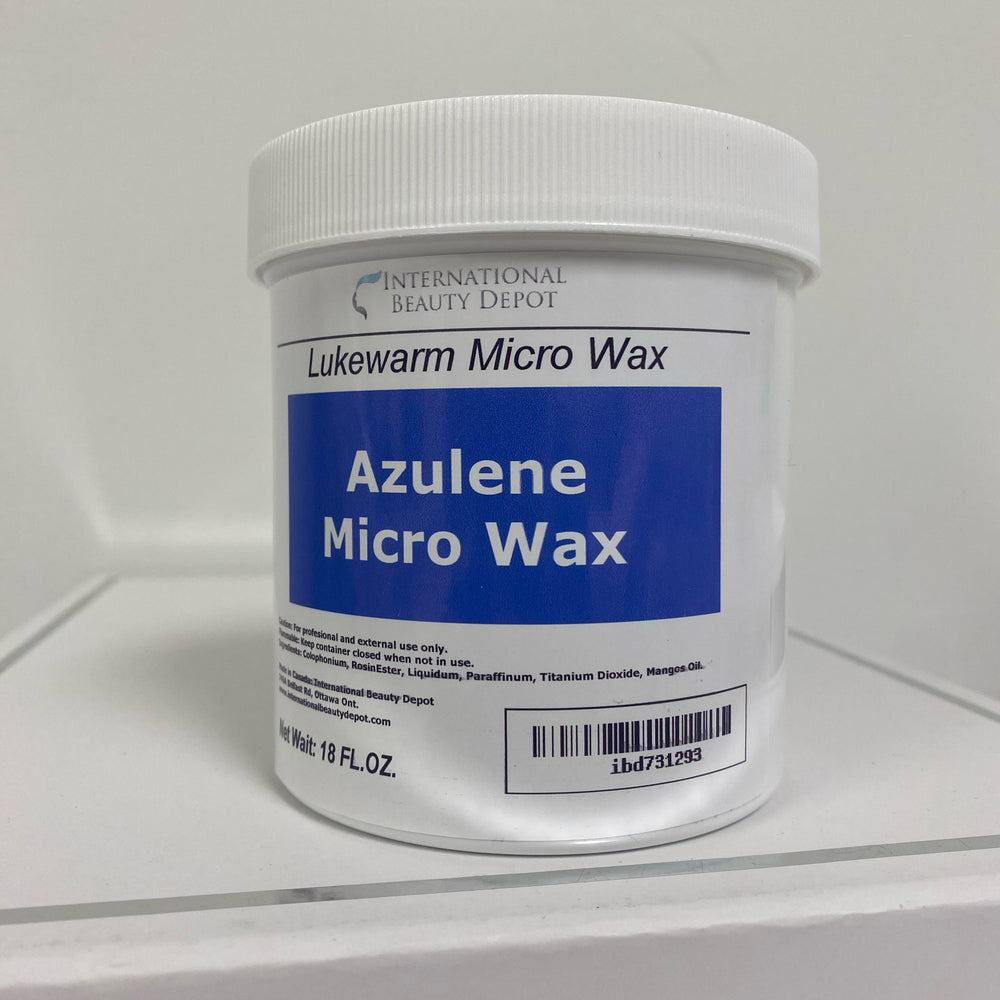 INTERNATIONAL
BEAUTY DEPOT
Lukewarm Micro Wax
Azulene
Micro Wax
Caution: For profesional and external use only.
Flammable: Keep container closed when not in use.
Ingredients: Colophonium, RosinEster, Liquidum, Paraffinum, Titanium Dioxide, Mangos Oil.
Made in Canada: International Beauty Depot
Belfast Rd, Ottawa Ont.
www.internationalbeautydepot.com
Net Wait: 18 FL.OZ.
ibd731293